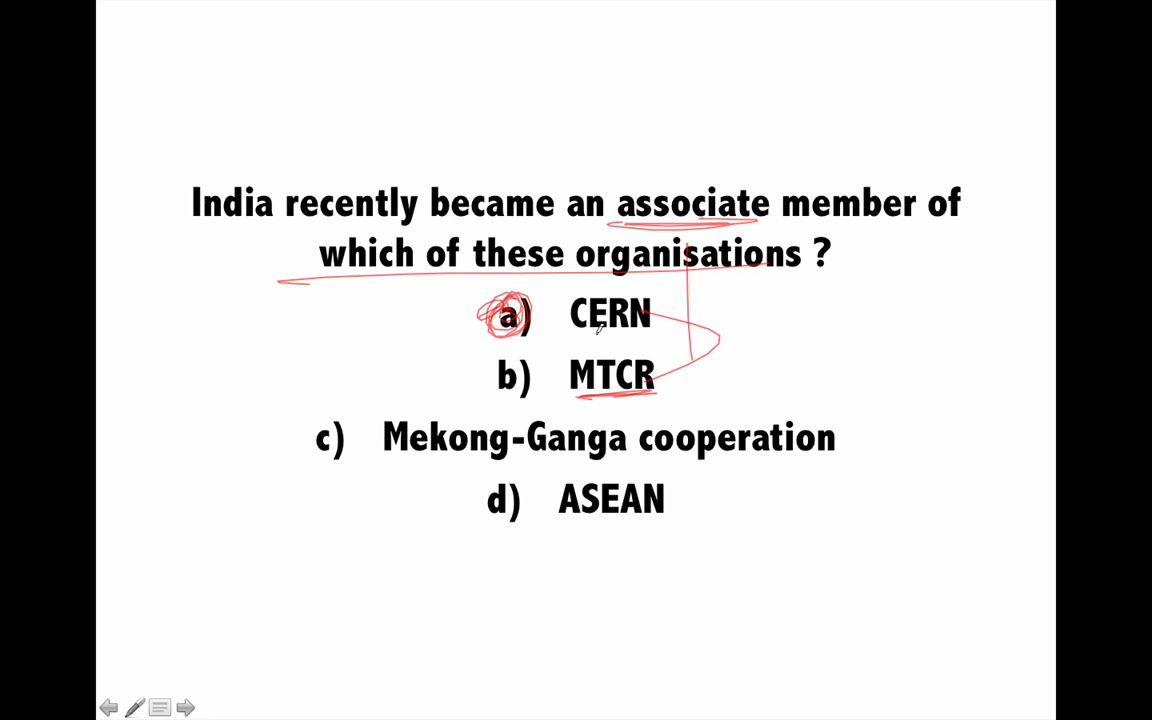 India recently became an associate member of
which of these organisations ?
a) CERN
b) MTCR
c) Mekong-Ganga cooperation
d) ASEAN